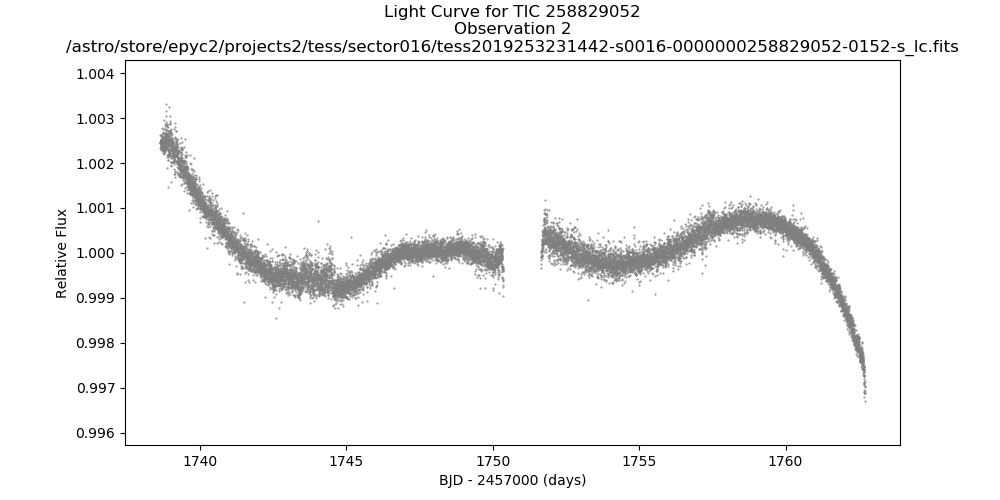 Light Curve for TIC 258829052
Observation 2
/astro/store/epyc2/projects2/tess/sector016/tess2019253231442-s0016-0000000258829052-0152-s_lc.fits
1.004
1.003
1.002
1.001
1.000
0.999
0.998
0.997
0.996
Relative Flux
1740
1745
1750
1755
1760
BJD - 2457000 (days)